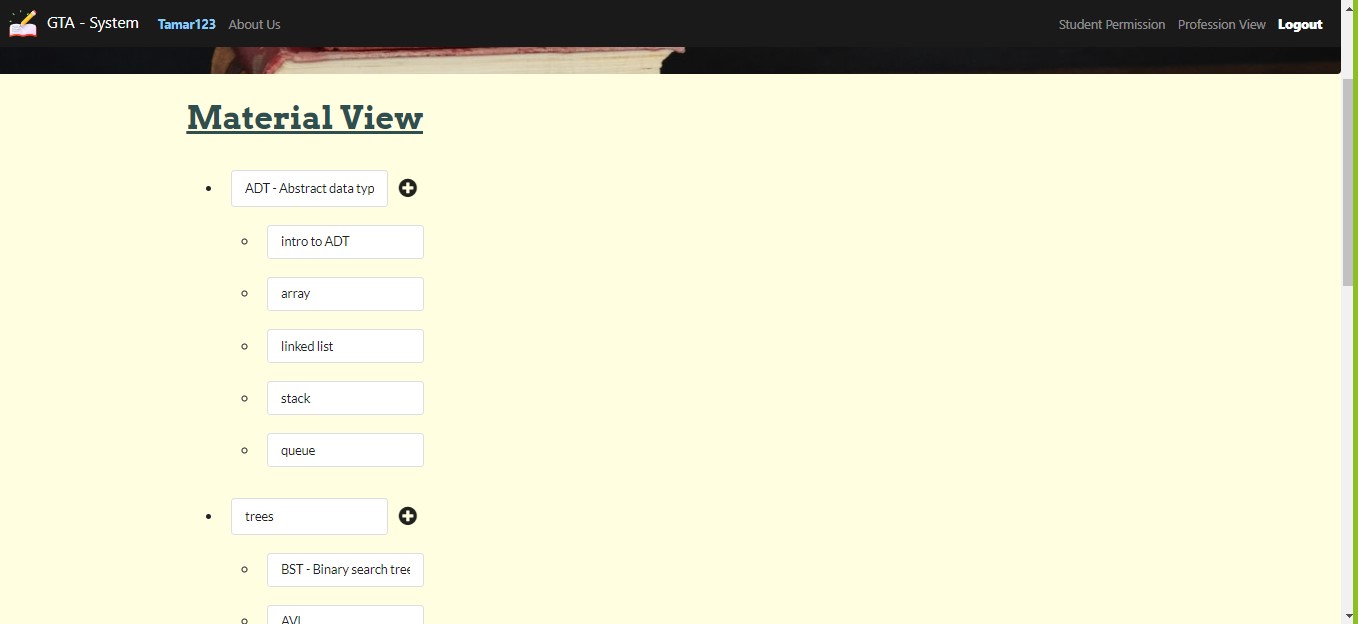 GTA - System Tamar123 About Us Student Permission Profession View Logout
Material View
ADT - Abstract data typ
intro to ADT
array
linked list
stack
queue
trees
BST - Binary search tree
AVL